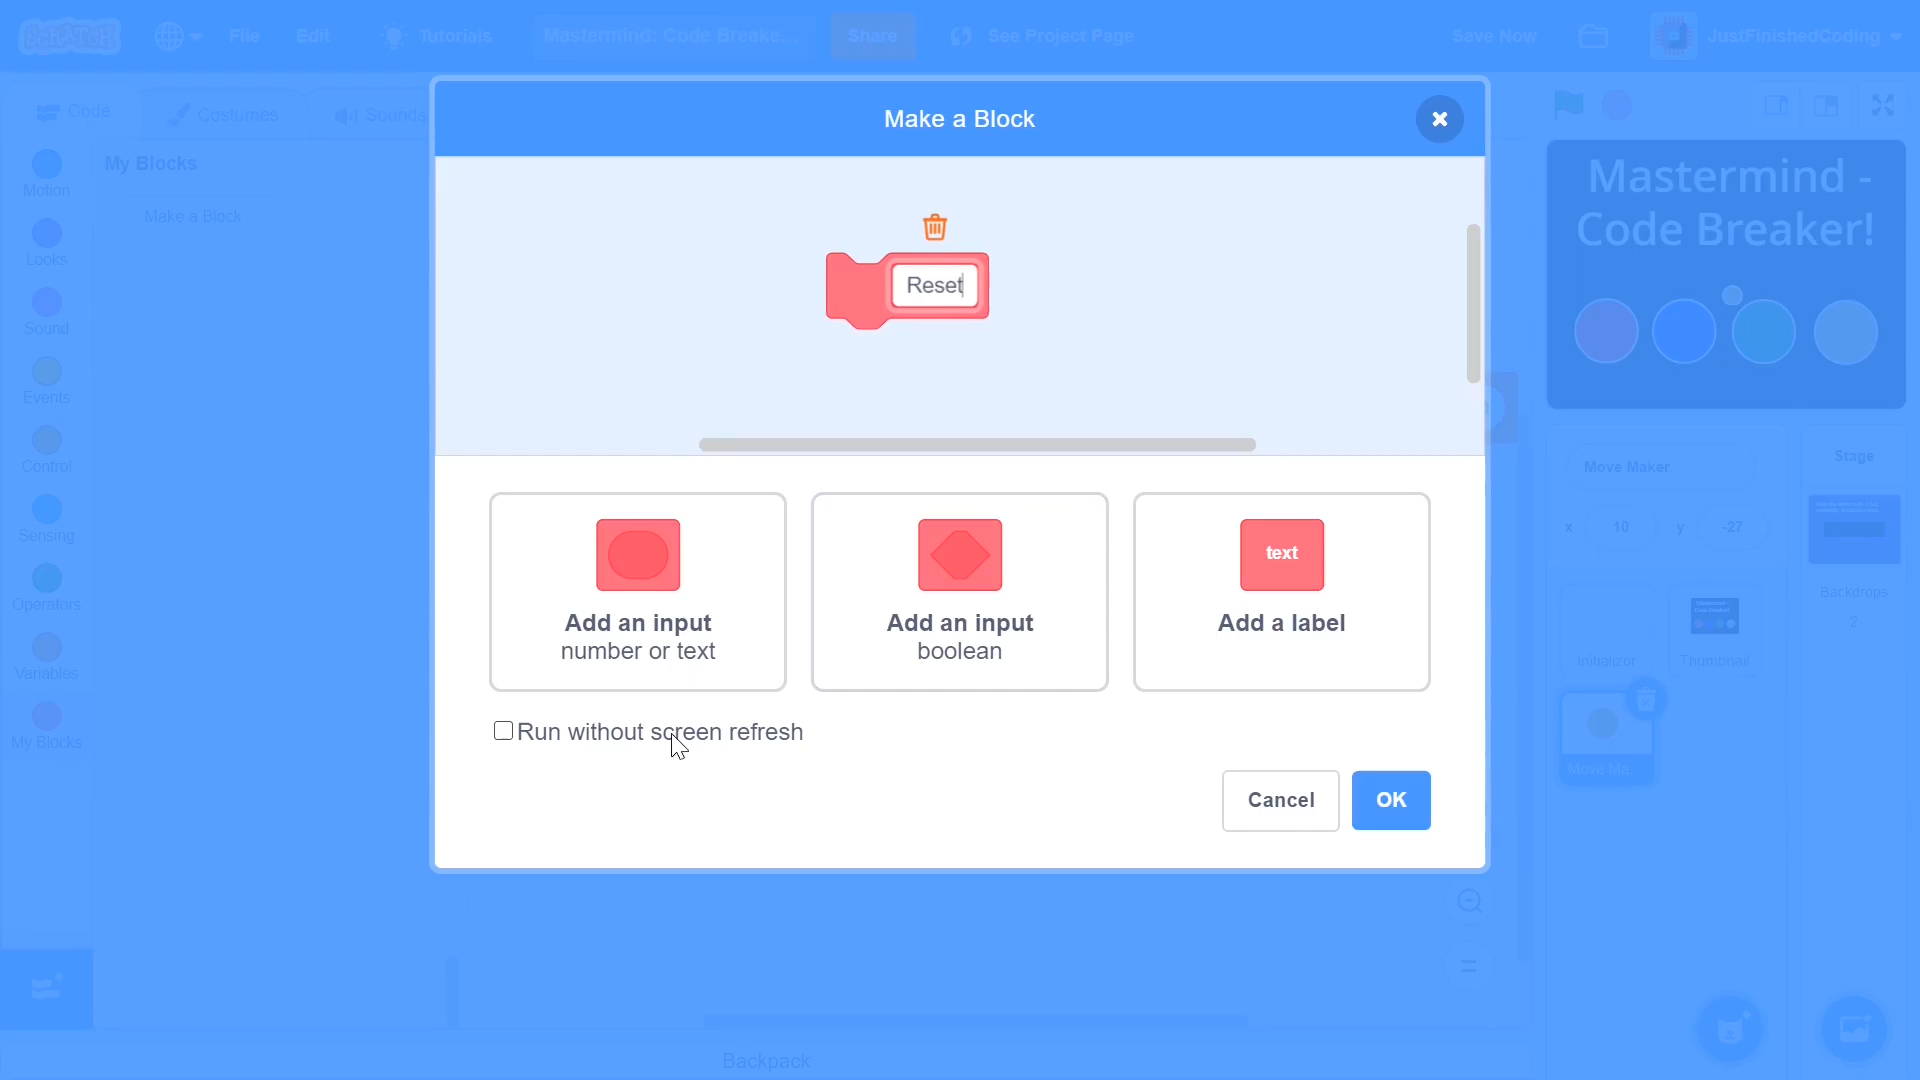 SCRATCH
File
Edit
Tutorials
Mastermind: Code Breake...
Share
See Project Page
Save Now
JustFinishedCoding
Code
Costumes
Sounds
Make a Block
Motion
Looks
Sound
Events
Control
Sensing
Operators
Variables
My Blocks
My Blocks
Make a Block
Reset
Add an input
number or text
Add an input
boolean
text
Add a label
Run without screen refresh
Cancel
OK
Mastermind -
Code Breaker!
Move Maker
x 10 y -27
Initializor
Thumbnail
Move Ma...
Stage
Backdrops
2
Backpack